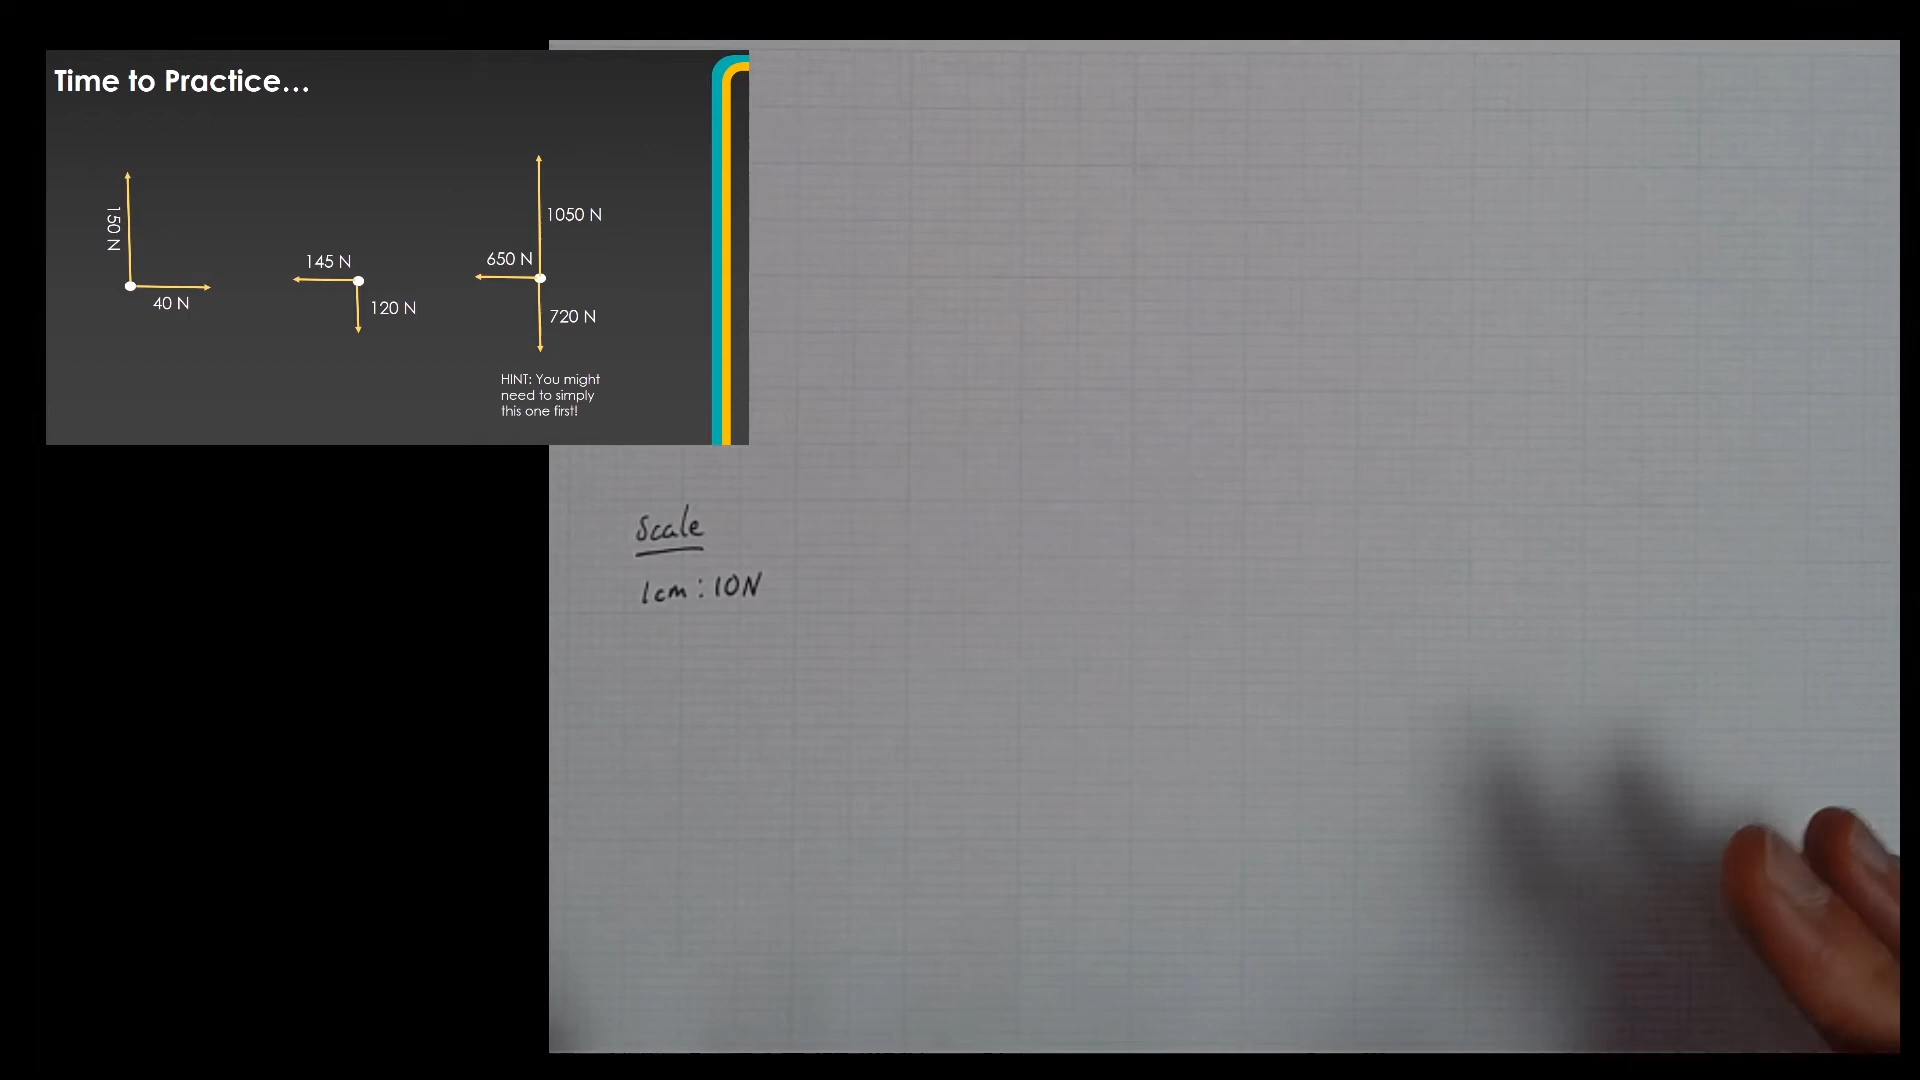 Time to Practice...
150 N
40 N
145 N
120 N
1050 N
650 N
720 N
HINT: You might
need to simply
this one first!
Scale
1cm : 10N